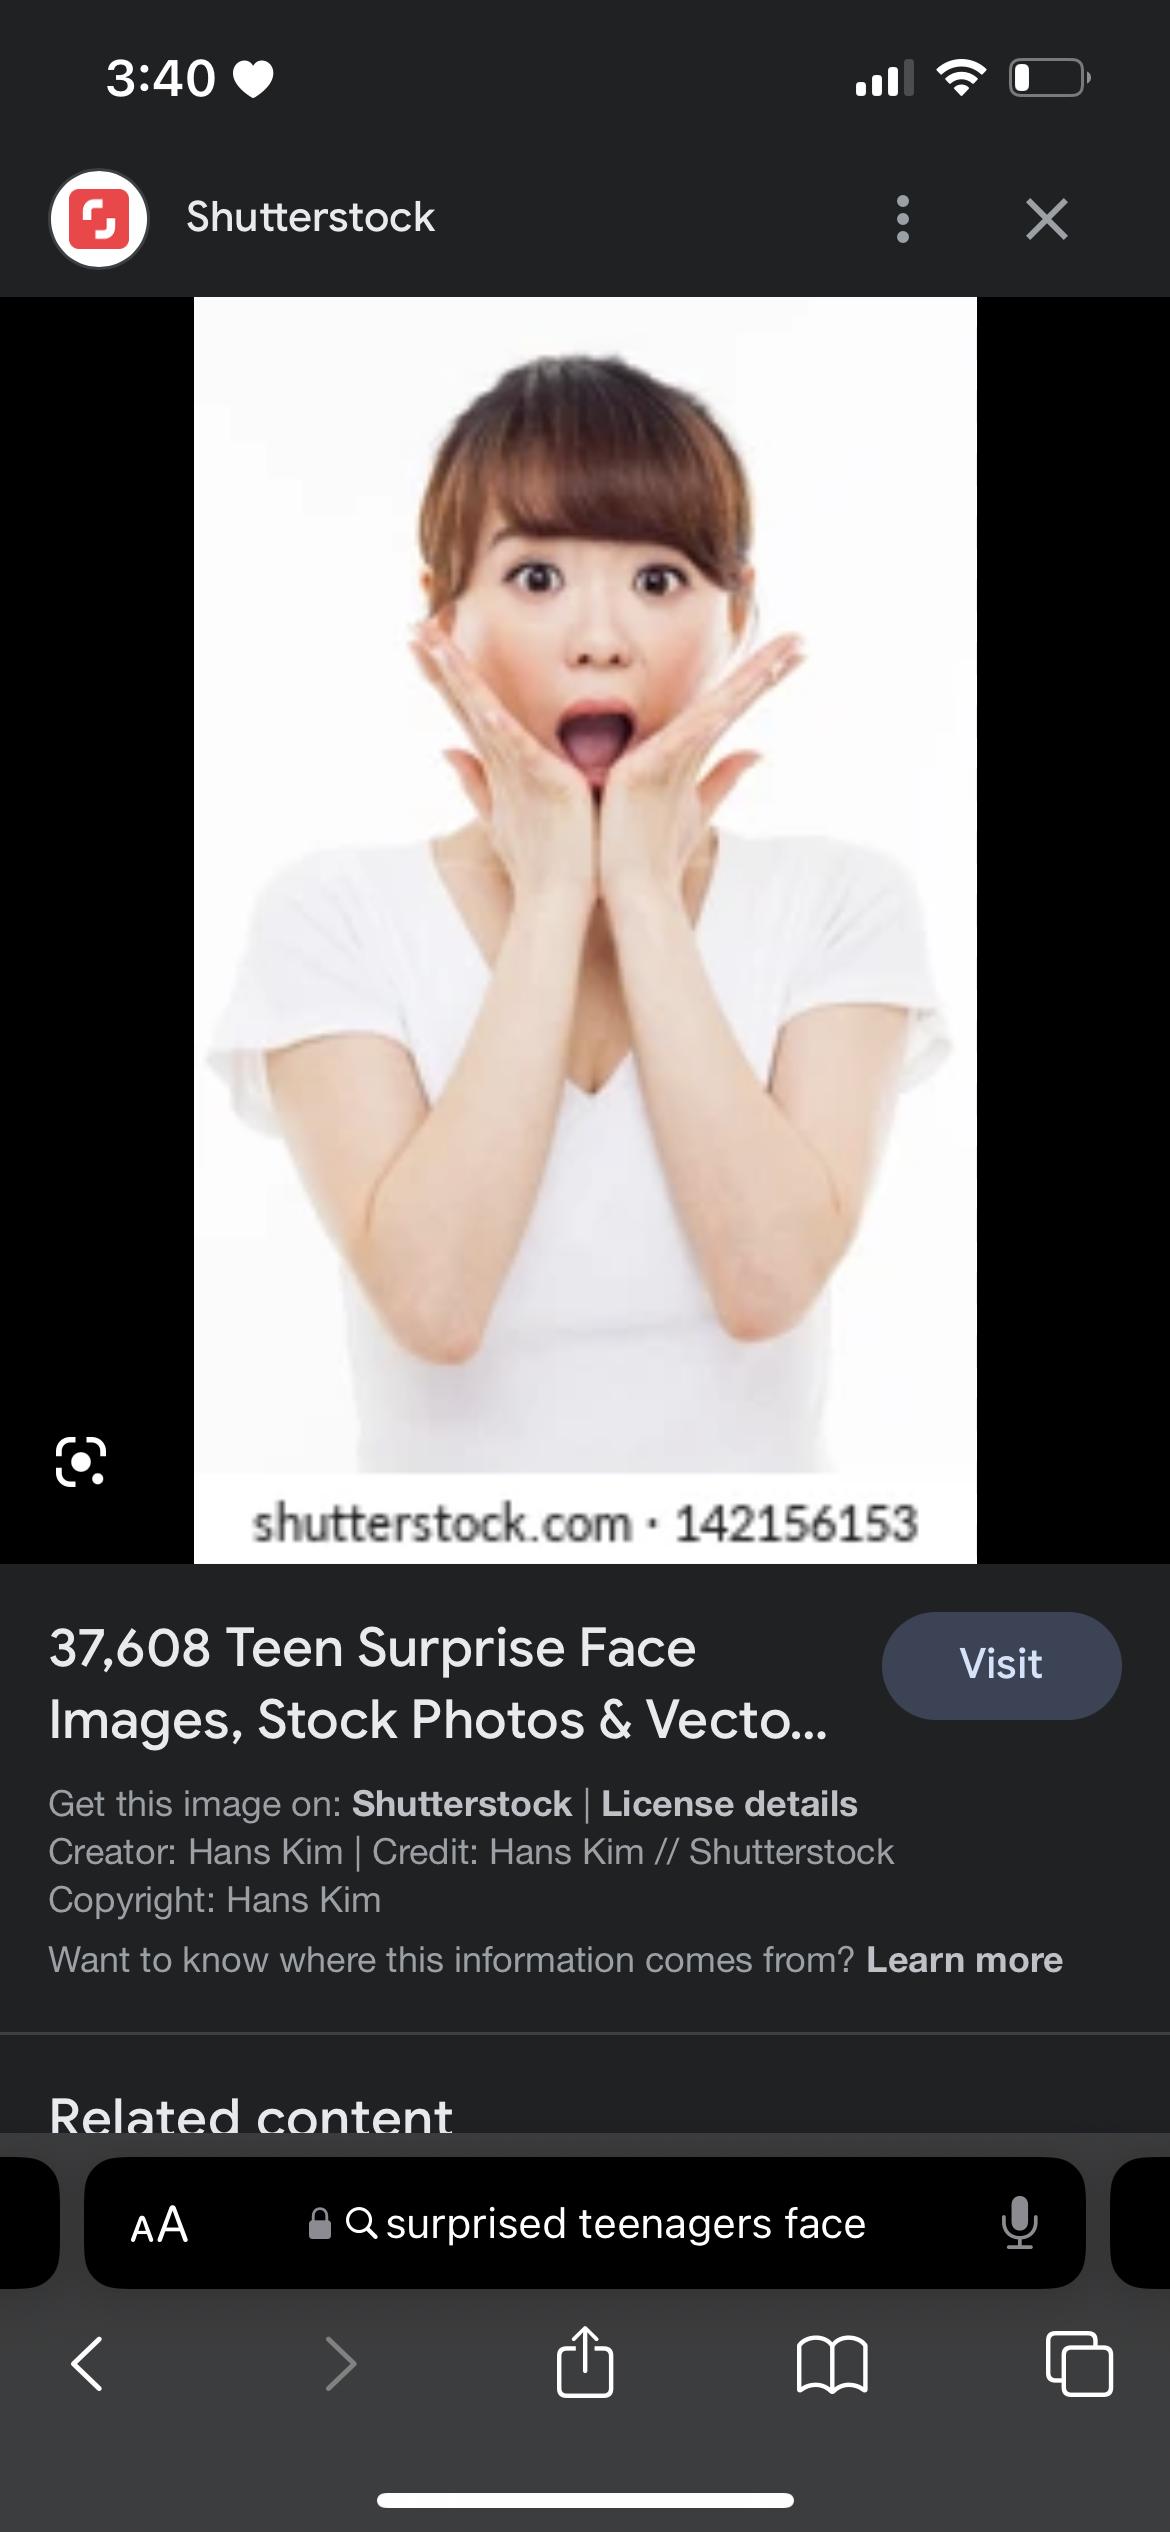 3:40
Shutterstock
shutterstock.com · 142156153
37,608 Teen Surprise Face
Images, Stock Photos & Vecto...
Visit
Get this image on: Shutterstock | License details
Creator: Hans Kim | Credit: Hans Kim // Shutterstock
Copyright: Hans Kim
Want to know where this information comes from? Learn more
Related content
AA surprised teenagers face